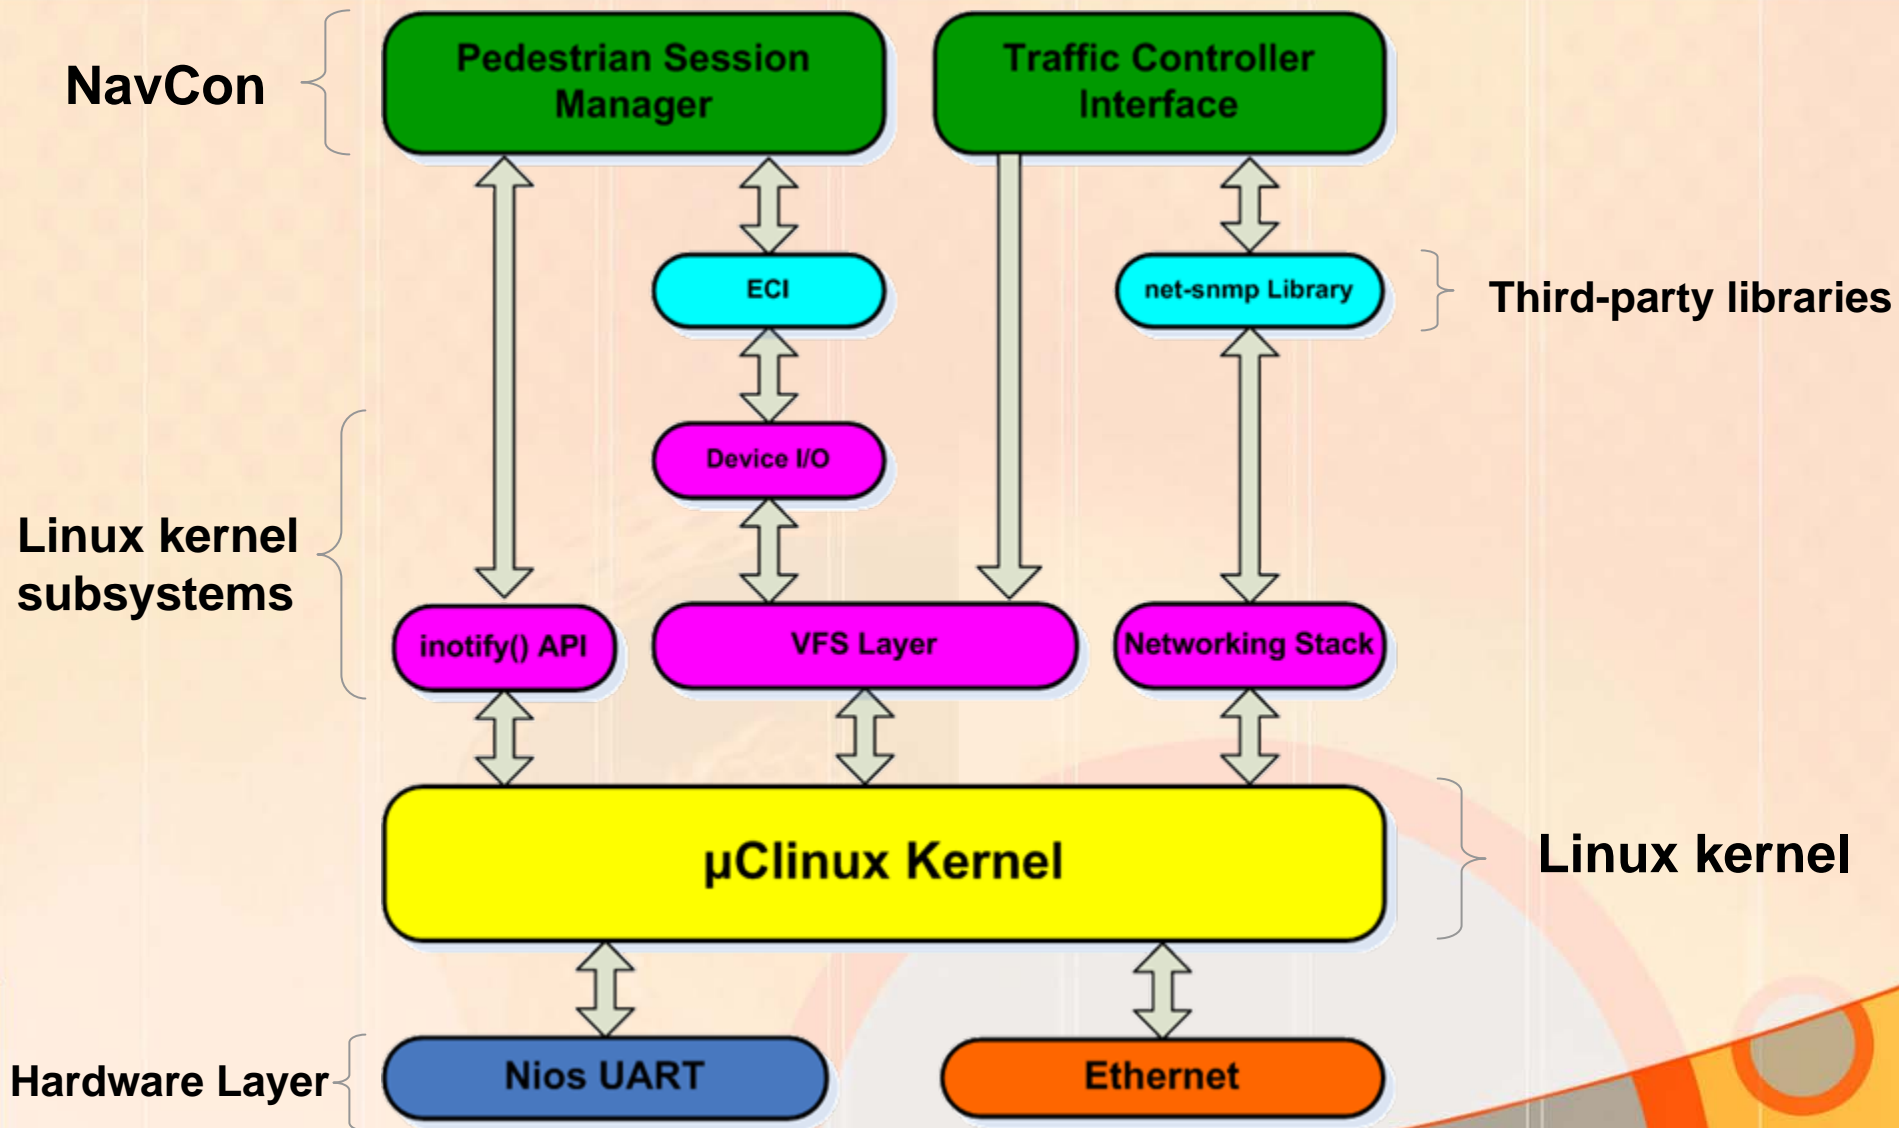 NavCon
Pedestrian Session
Manager
Traffic Controller
Interface
ECI
net-snmp Library
Third-party libraries
Device I/O
Linux kernel
subsystems
inotify() API
VFS Layer
Networking Stack
µClinux Kernel
Linux kernel
Hardware Layer
Nios UART
Ethernet